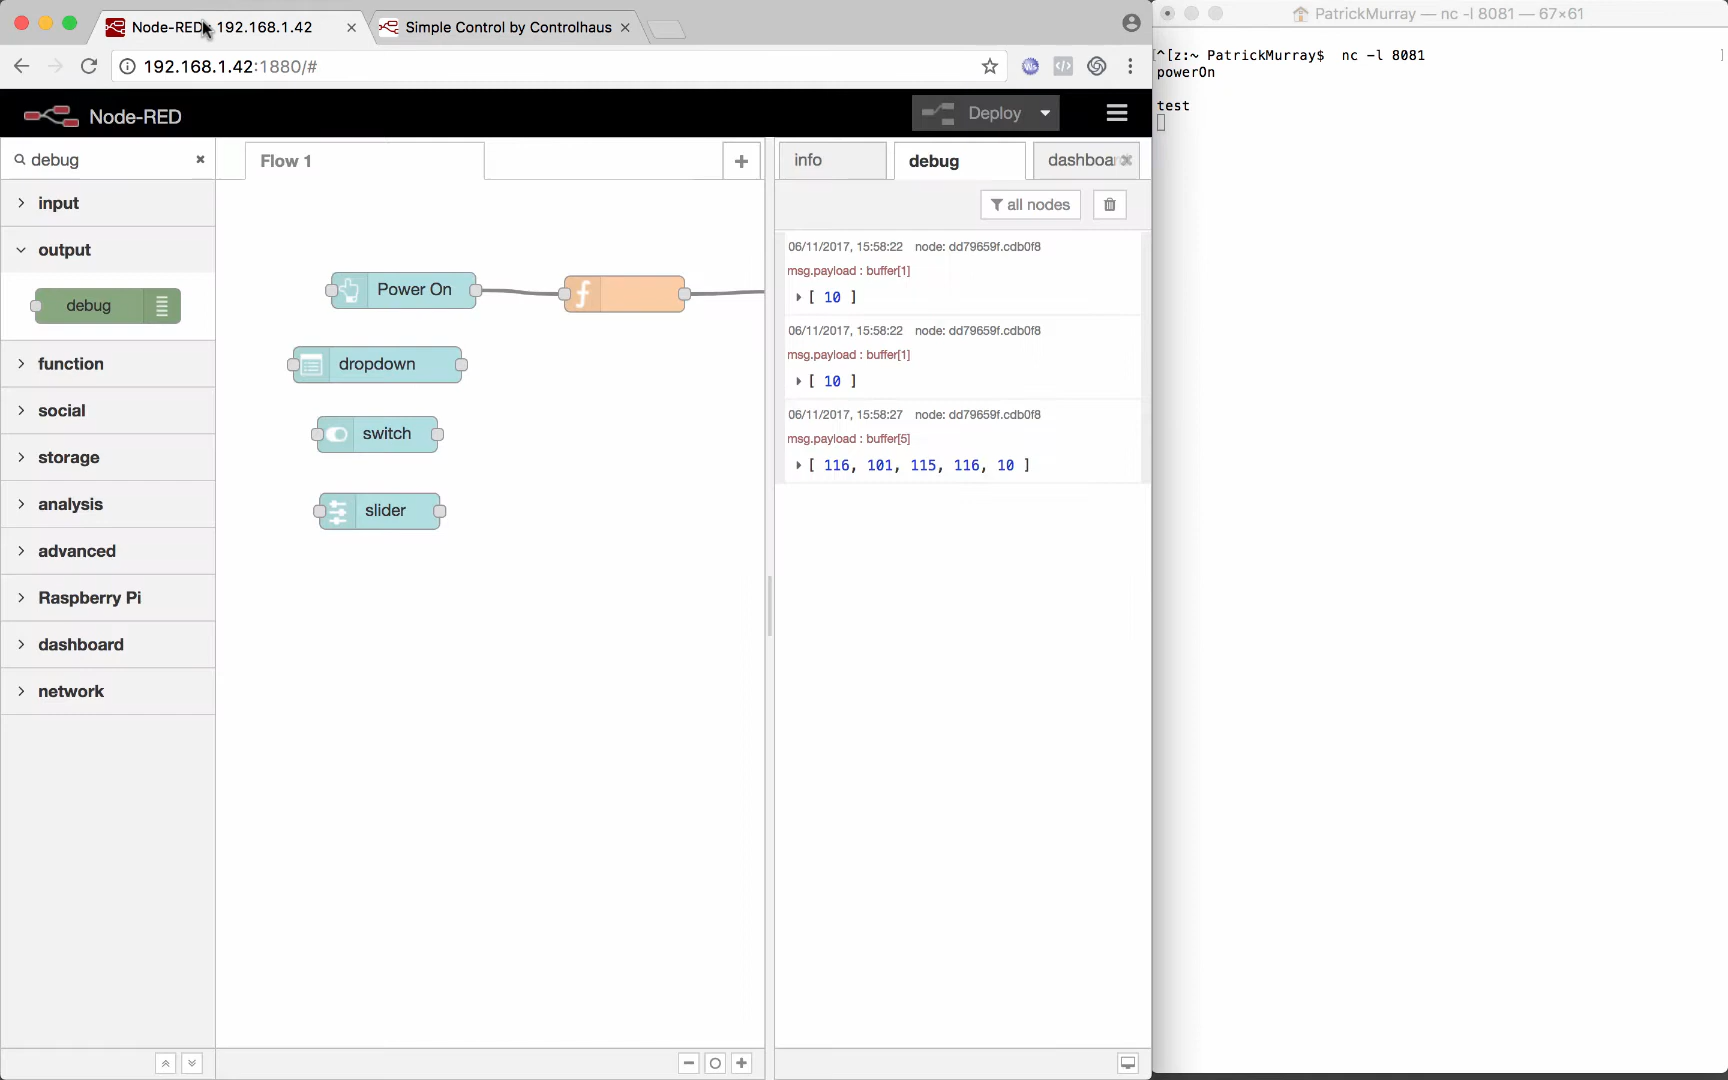 Node-RED : 192.168.1.42
Simple Control by Controlhaus
192.168.1.42:1880/#
Node-RED
Deploy
debug
input
output
debug
function
social
storage
analysis
advanced
Raspberry Pi
dashboard
network
Flow 1
Power On
dropdown
switch
slider
info
debug
dashboard
all nodes
06/11/2017, 15:58:22 node: dd79659f.cdb0f8
msg.payload : buffer[1]
[ 10 ]
06/11/2017, 15:58:22 node: dd79659f.cdb0f8
msg.payload : buffer[1]
[ 10 ]
06/11/2017, 15:58:27 node: dd79659f.cdb0f8
msg.payload : buffer[5]
[ 116, 101, 115, 116, 10 ]
PatrickMurray — nc -l 8081 — 67×61
^[z:~ PatrickMurray$ nc -l 8081
powerOn
test